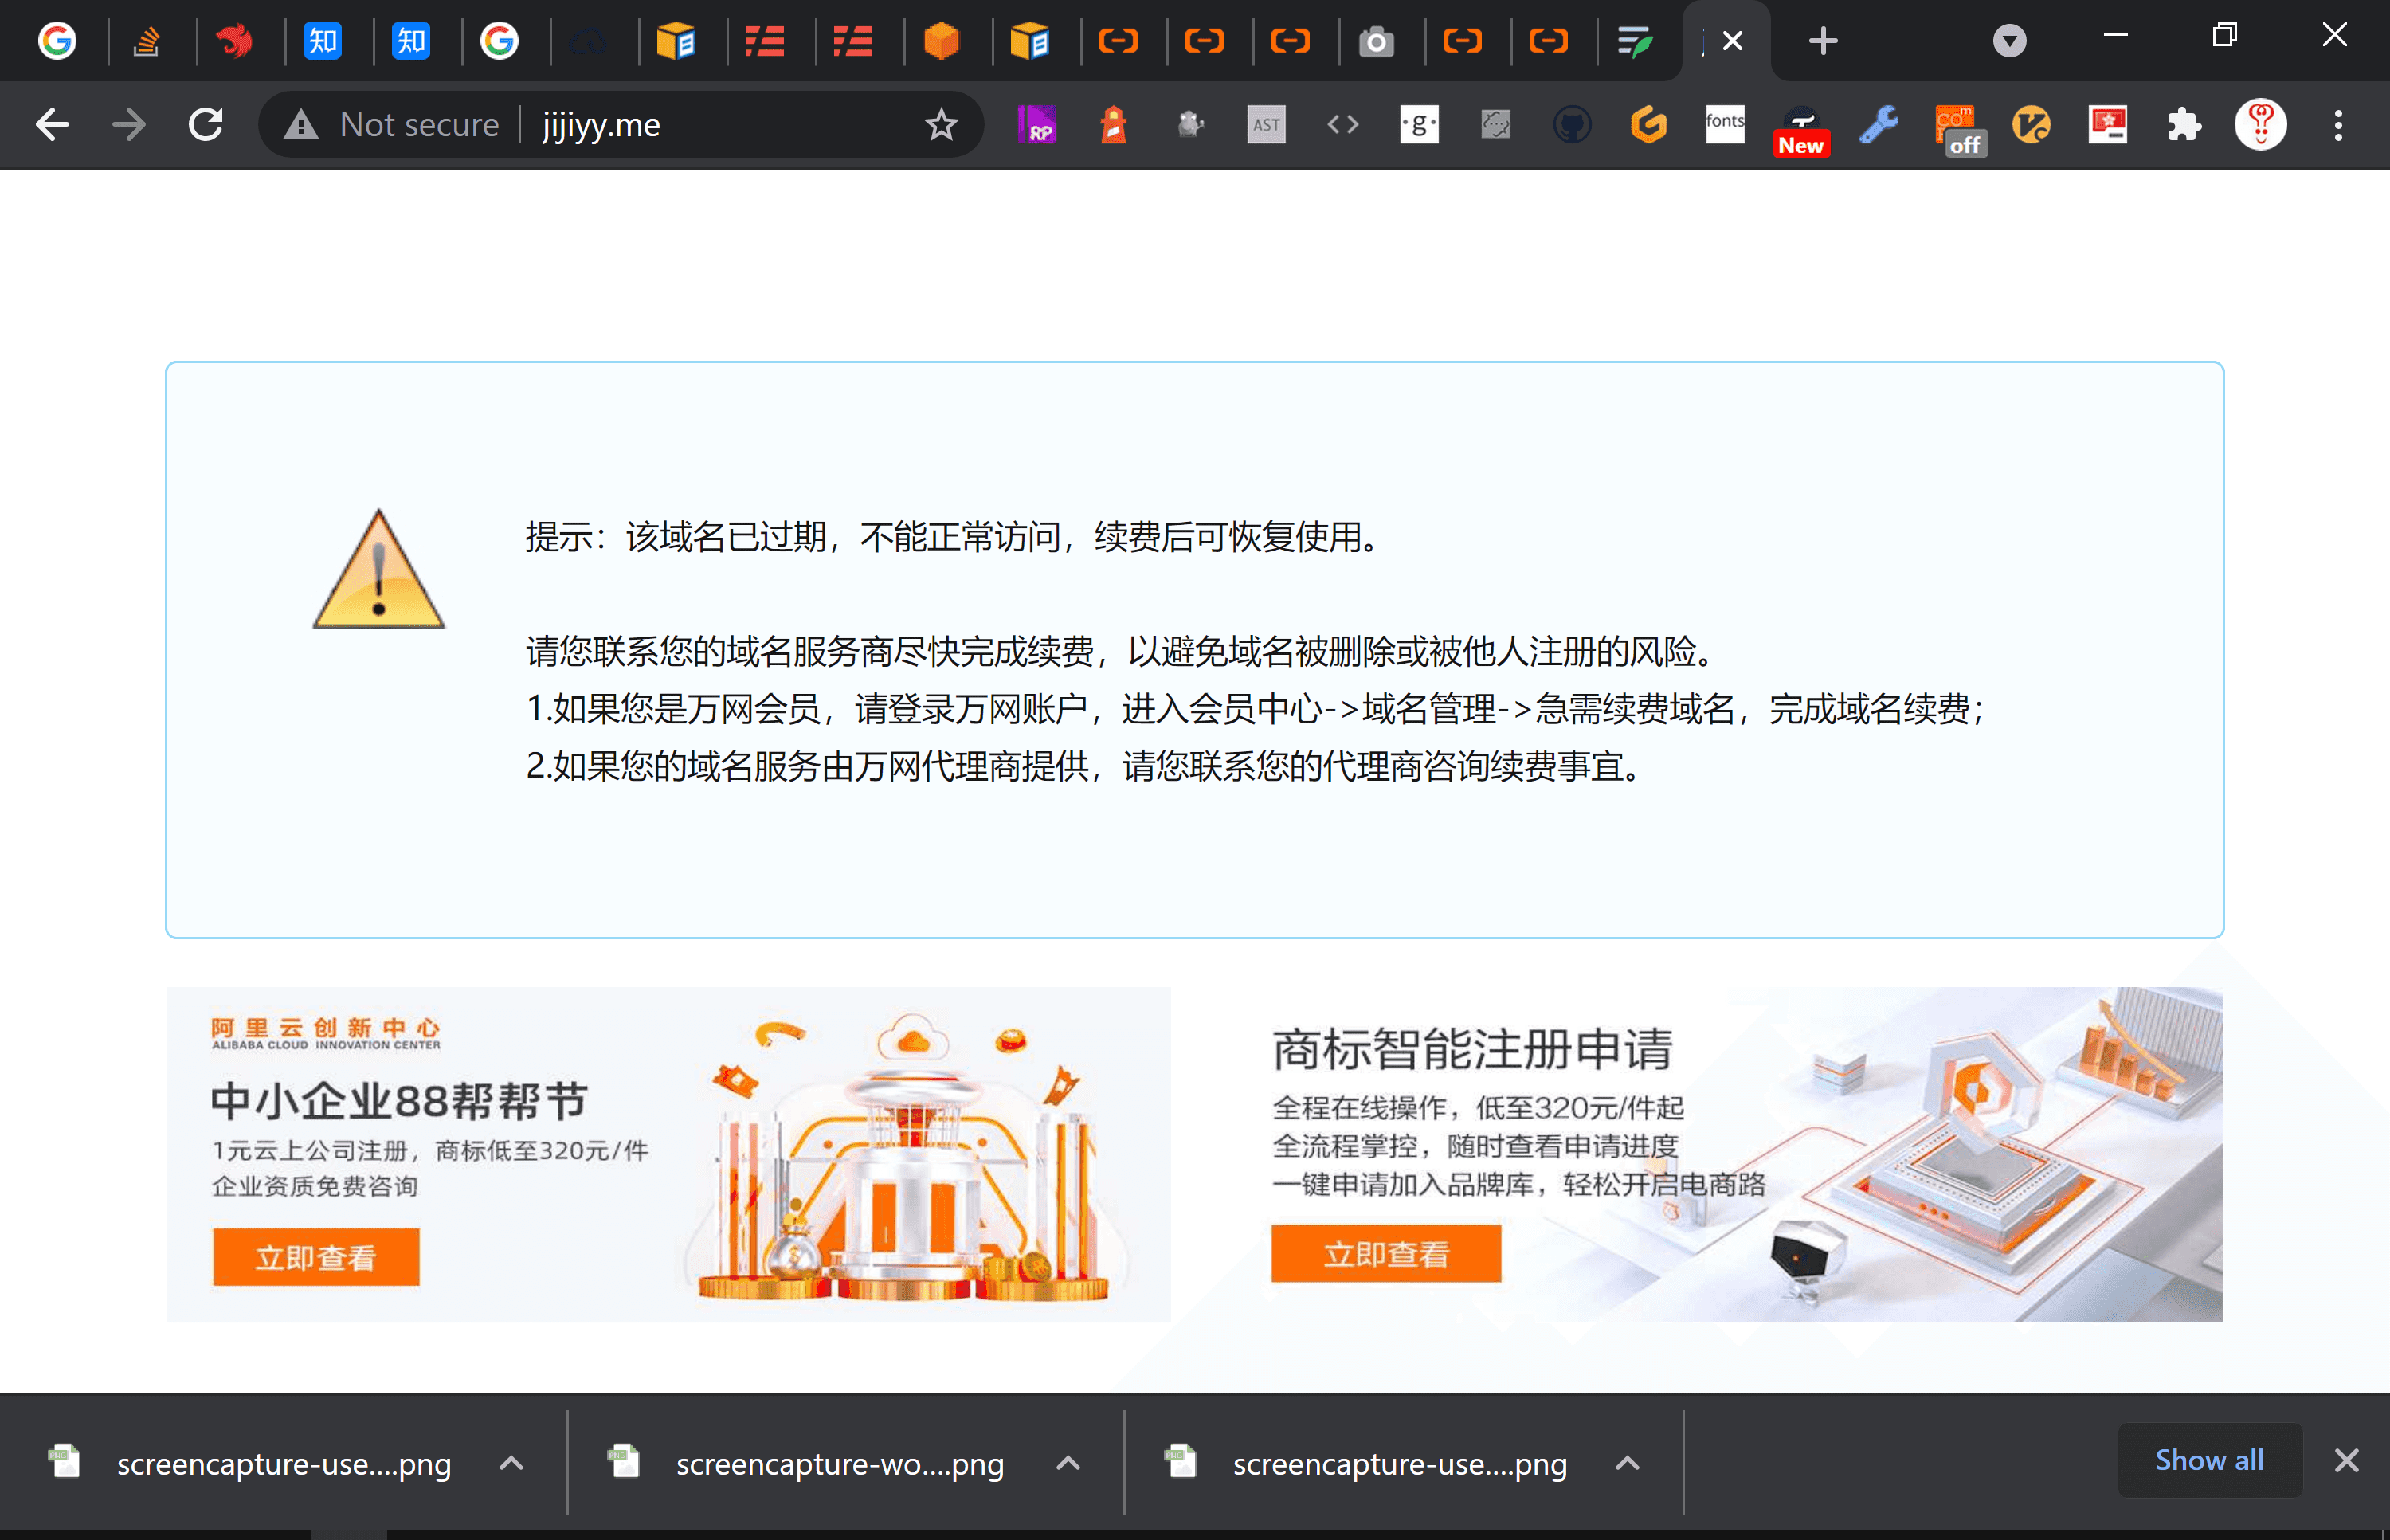 知
知
Not secure
jijiyy.me
RP
AST
<>
·g·
fonts
New
COm
off
提示：该域名已过期，不能正常访问，续费后可恢复使用。
请您联系您的域名服务商尽快完成续费，以避免域名被删除或被他人注册的风险。
1.如果您是万网会员，请登录万网账户，进入会员中心->域名管理->急需续费域名，完成域名续费；
2.如果您的域名服务由万网代理商提供，请您联系您的代理商咨询续费事宜。
阿里云创新中心
ALIBABA CLOUD INNOVATION CENTER
中小企业88帮帮节
1元云上公司注册，商标低至320元/件
企业资质免费咨询
立即查看
商标智能注册申请
全程在线操作，低至320元/件起
全流程掌控，随时查看申请进度
一键申请加入品牌库，轻松开启电商路
立即查看
screencapture-use....png
screencapture-wo....png
screencapture-use....png
Show all